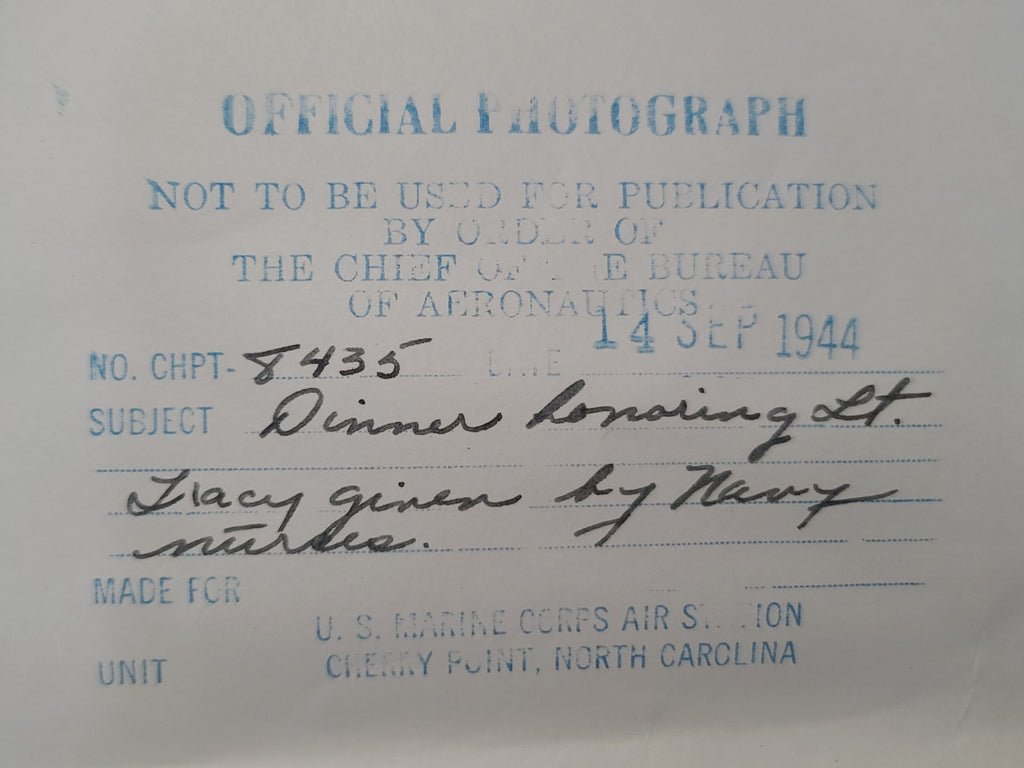 OFFICIAL PHOTOGRAPH
NOT TO BE USED FOR PUBLICATION
BY ORDER OF
THE CHIEF OF THE BUREAU
OF AERONAUTICS
14 SEP 1944
NO. CHPT- 8435 DATE
SUBJECT Dinner honoring Lt.
Tracy given by Navy
nurses.
MADE FOR
U. S. MARINE CORPS AIR STATION
UNIT CHERRY POINT, NORTH CAROLINA